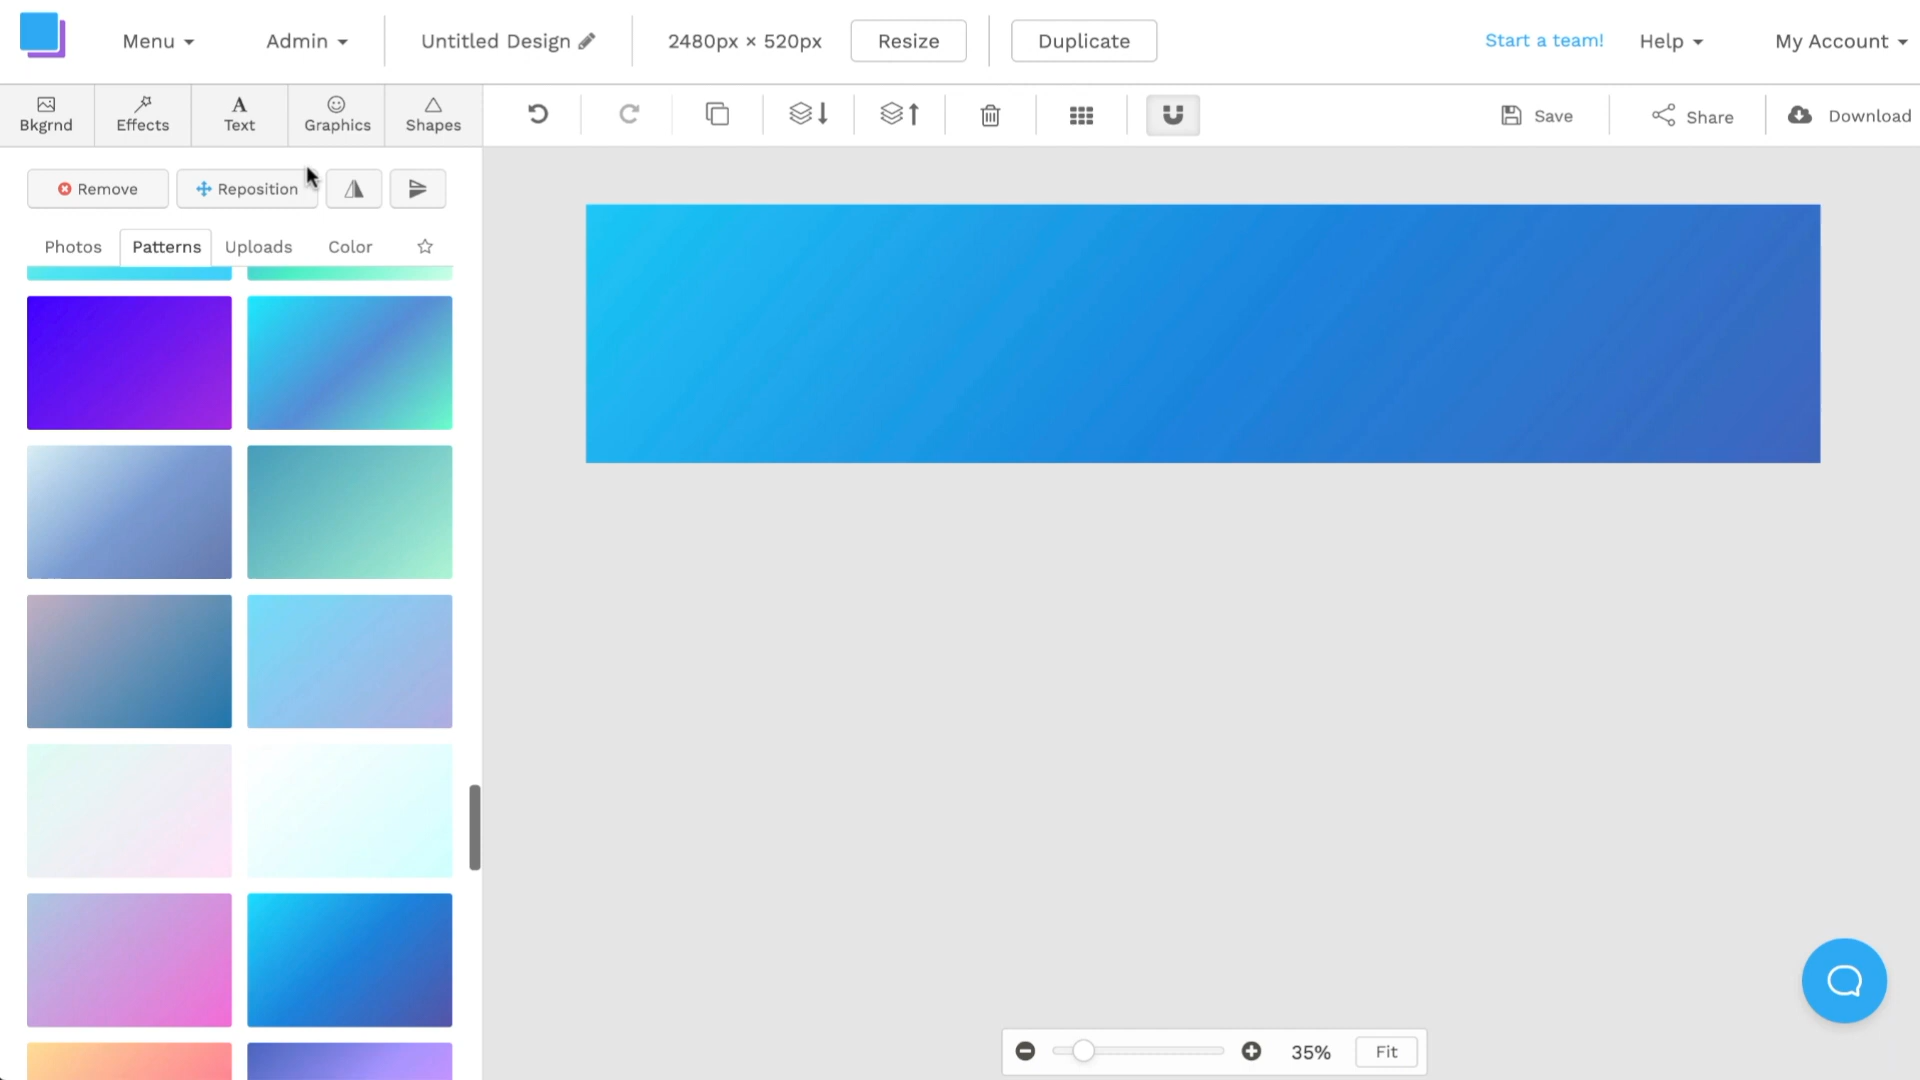 Menu Admin Untitled Design 2480px × 520px Resize Duplicate Start a team! Help My Account
Bkgrnd Effects Text Graphics Shapes Save Share Download
Remove Reposition
Photos Patterns Uploads Color
35% Fit